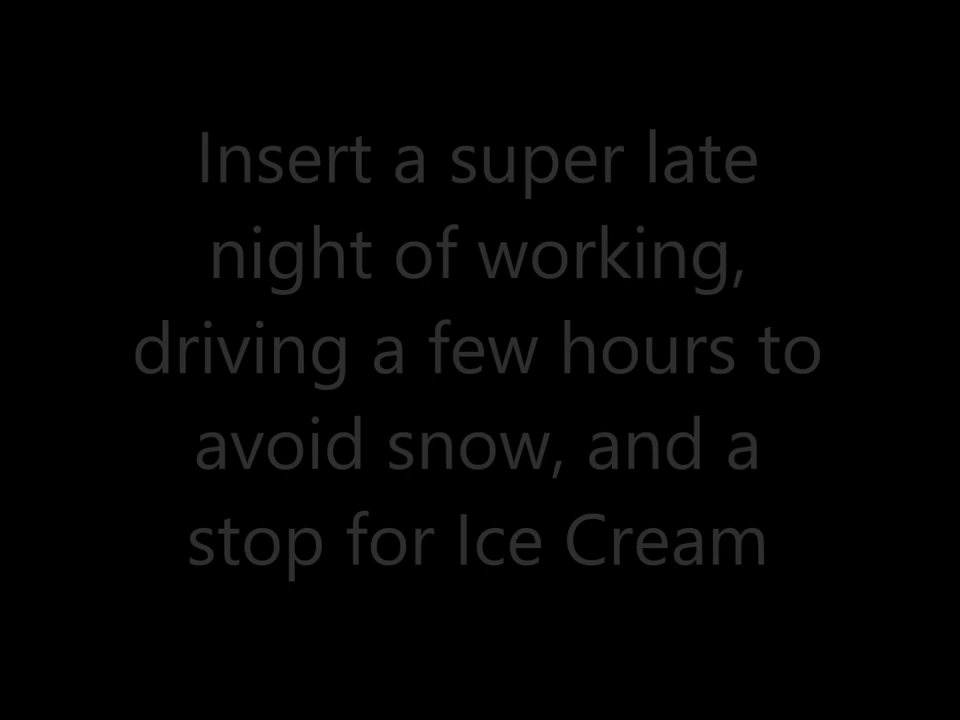 Insert a super late
night of working,
driving a few hours to
avoid snow, and a
stop for Ice Cream